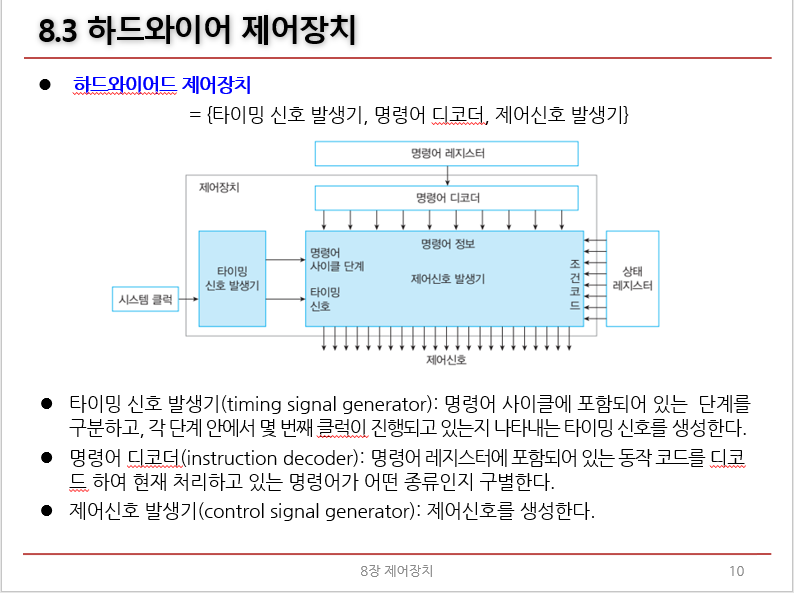 8.3 하드와이어 제어장치
● 하드와이어드 제어장치
= {타이밍 신호 발생기, 명령어 디코더, 제어신호 발생기}
명령어 레지스터
제어장치
명령어 디코더
명령어 정보
명령어
사이클 단계
타이밍
신호 발생기
제어신호 발생기
조
건
코
드
상태
레지스터
시스템 클럭
타이밍
신호
제어신호
● 타이밍 신호 발생기(timing signal generator): 명령어 사이클에 포함되어 있는 단계를
구분하고, 각 단계 안에서 몇 번째 클럭이 진행되고 있는지 나타내는 타이밍 신호를 생성한다.
● 명령어 디코더(instruction decoder): 명령어 레지스터에 포함되어 있는 동작 코드를 디코
드 하여 현재 처리하고 있는 명령어가 어떤 종류인지 구별한다.
● 제어신호 발생기(control signal generator): 제어신호를 생성한다.
8장 제어장치
10